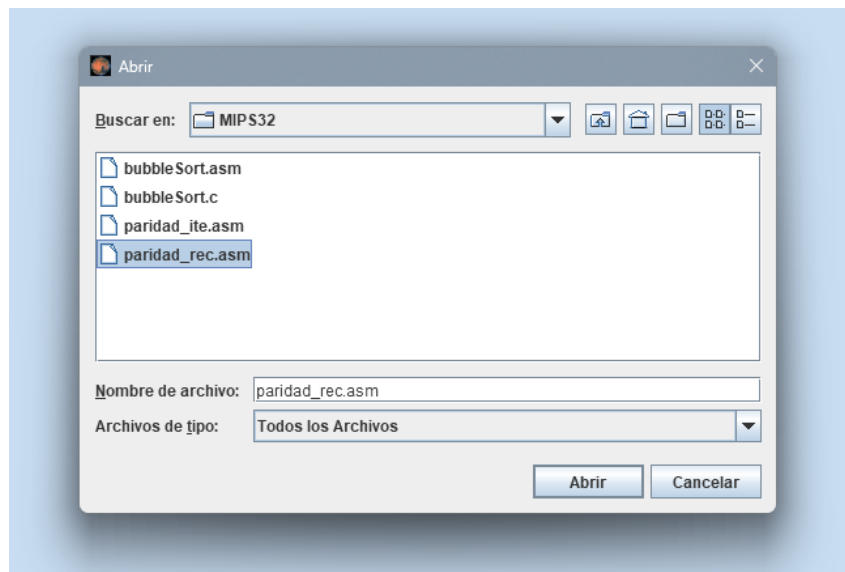 Abrir
Buscar en: MIPS32
bubbleSort.asm
bubbleSort.c
paridad_ite.asm
paridad_rec.asm
Nombre de archivo: paridad_rec.asm
Archivos de tipo: Todos los Archivos
Abrir Cancelar